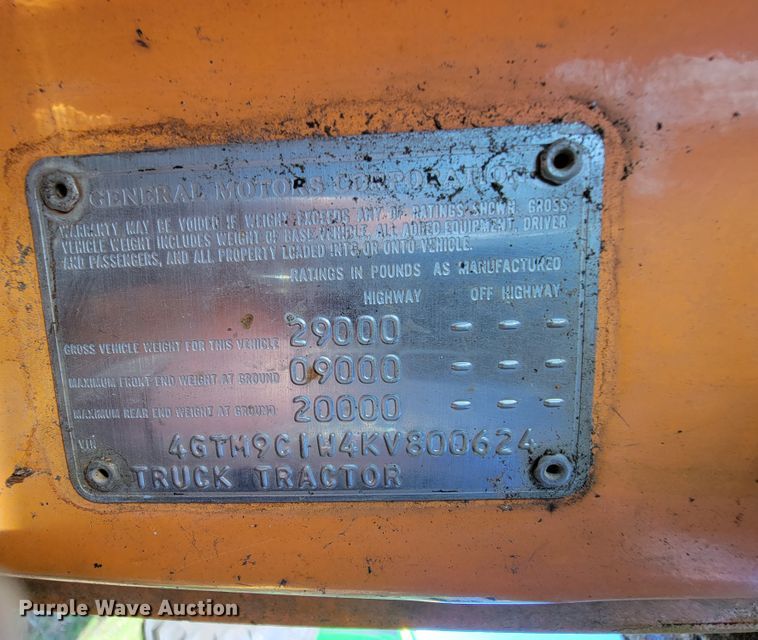 GENERAL MOTORS CORPORATION
WARRANTY MAY BE VOIDED IF WEIGHT EXCEEDS ANY OF RATINGS SHOWN. GROSS
VEHICLE WEIGHT INCLUDES WEIGHT OF BASE VEHICLE, ALL ADDED EQUIPMENT, DRIVER
AND PASSENGERS, AND ALL PROPERTY LOADED INTO OR ONTO VEHICLE.
RATINGS IN POUNDS AS MANUFACTURED
HIGHWAY OFF HIGHWAY
GROSS VEHICLE WEIGHT FOR THIS VEHICLE 29000 – – –
MAXIMUM FRONT END WEIGHT AT GROUND 09000 – – –
MAXIMUM REAR END WEIGHT AT GROUND 20000 – – –
VIN 4GTM9C1W4KV800624
TRUCK TRACTOR
Purple Wave Auction